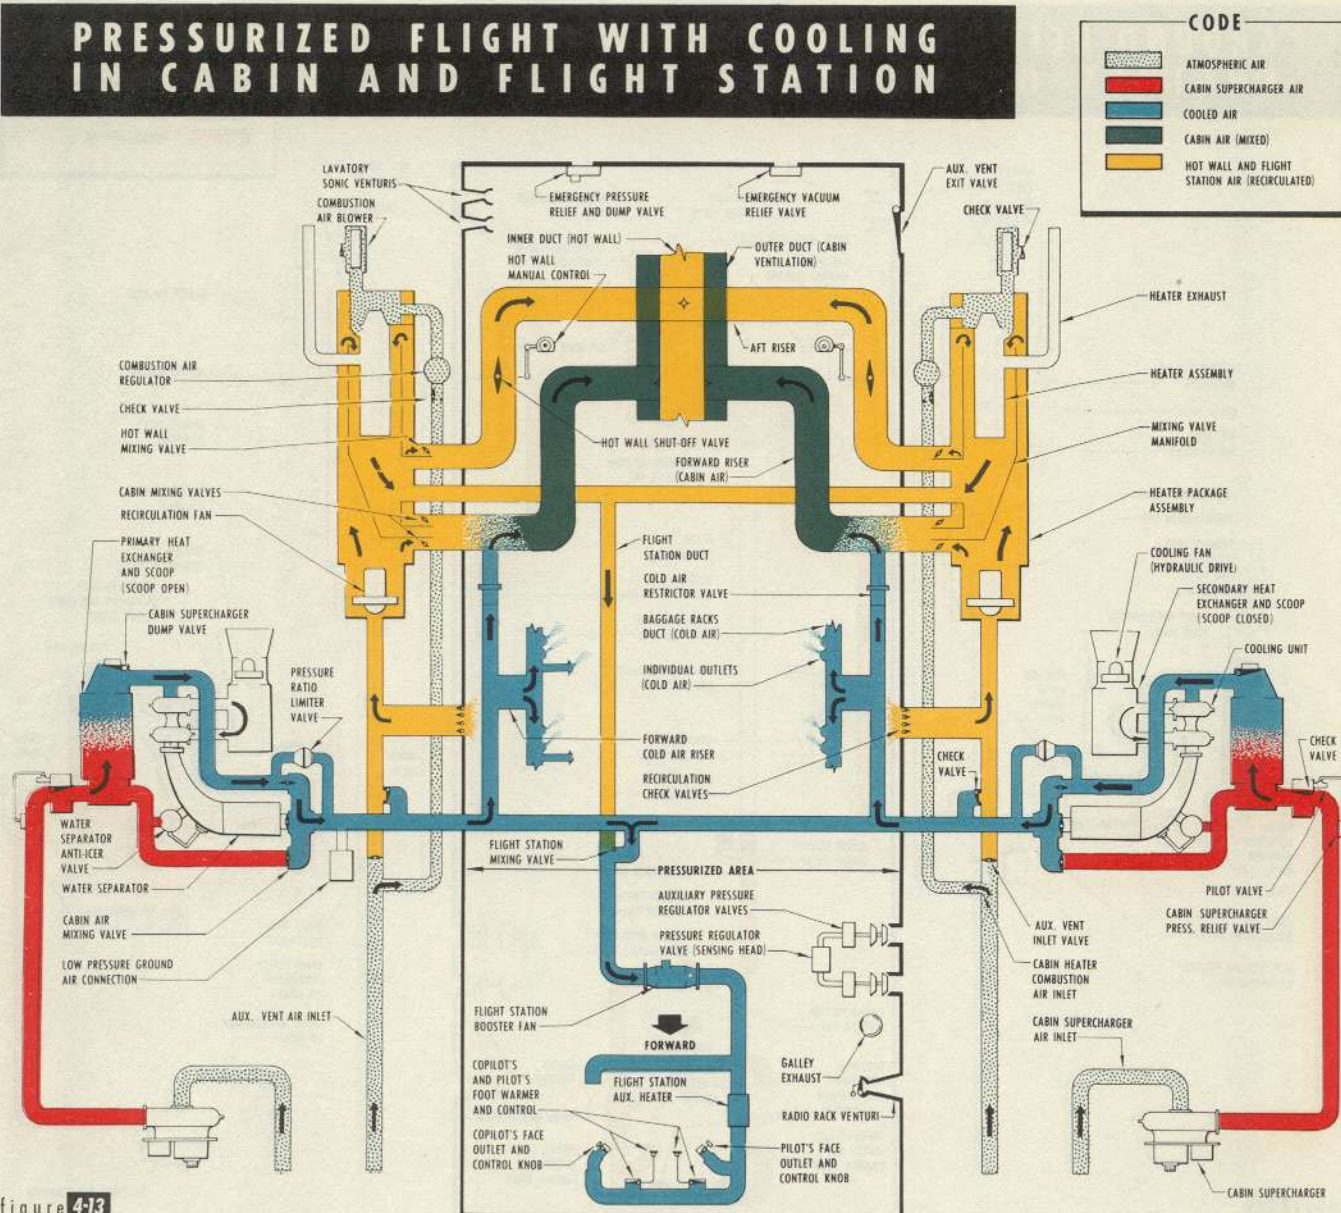 PRESSURIZED FLIGHT WITH COOLING
IN CABIN AND FLIGHT STATION
CODE
ATMOSPHERIC AIR
CABIN SUPERCHARGER AIR
COOLED AIR
CABIN AIR (MIXED)
HOT WALL AND FLIGHT
STATION AIR (RECIRCULATED)
LAVATORY
SONIC VENTURIS
COMBUSTION
AIR BLOWER
EMERGENCY PRESSURE
RELIEF AND DUMP VALVE
EMERGENCY VACUUM
RELIEF VALVE
AUX. VENT
EXIT VALVE
CHECK VALVE
INNER DUCT (HOT WALL)
HOT WALL
MANUAL CONTROL
OUTER DUCT (CABIN
VENTILATION)
HEATER EXHAUST
AFT RISER
COMBUSTION AIR
REGULATOR
HEATER ASSEMBLY
CHECK VALVE
HOT WALL
MIXING VALVE
HOT WALL SHUT-OFF VALVE
FORWARD RISER
(CABIN AIR)
MIXING VALVE
MANIFOLD
CABIN MIXING VALVES
RECIRCULATION FAN
HEATER PACKAGE
ASSEMBLY
PRIMARY HEAT
EXCHANGER
AND SCOOP
(SCOOP OPEN)
FLIGHT
STATION DUCT
COLD AIR
RESTRICTOR VALVE
COOLING FAN
(HYDRAULIC DRIVE)
SECONDARY HEAT
EXCHANGER AND SCOOP
(SCOOP CLOSED)
CABIN SUPERCHARGER
DUMP VALVE
BAGGAGE RACKS
DUCT (COLD AIR)
COOLING UNIT
PRESSURE
RATIO
LIMITER
VALVE
INDIVIDUAL OUTLETS
(COLD AIR)
FORWARD
COLD AIR RISER
CHECK
VALVE
CHECK
VALVE
RECIRCULATION
CHECK VALVES
WATER
SEPARATOR
ANTI-ICER
VALVE
WATER SEPARATOR
FLIGHT STATION
MIXING VALVE
PRESSURIZED AREA
PILOT VALVE
CABIN AIR
MIXING VALVE
AUXILIARY PRESSURE
REGULATOR VALVES
CABIN SUPERCHARGER
PRESS. RELIEF VALVE
PRESSURE REGULATOR
VALVE (SENSING HEAD)
AUX. VENT
INLET VALVE
LOW PRESSURE GROUND
AIR CONNECTION
CABIN HEATER
COMBUSTION
AIR INLET
AUX. VENT AIR INLET
FLIGHT STATION
BOOSTER FAN
CABIN SUPERCHARGER
AIR INLET
FORWARD
COPILOT'S
AND PILOT'S
FOOT WARMER
AND CONTROL
FLIGHT STATION
AUX. HEATER
GALLEY
EXHAUST
RADIO RACK VENTURI
COPILOT'S FACE
OUTLET AND
CONTROL KNOB
PILOT'S FACE
OUTLET AND
CONTROL KNOB
CABIN SUPERCHARGER
figure 4-13